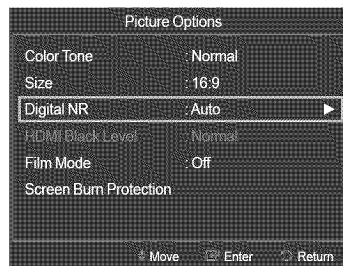 Picture Options
Color Tone : Normal
Size : 16:9
Digital NR : Auto
HDMI Black Level : Normal
Film Mode : Off
Screen Burn Protection
Move Enter Return